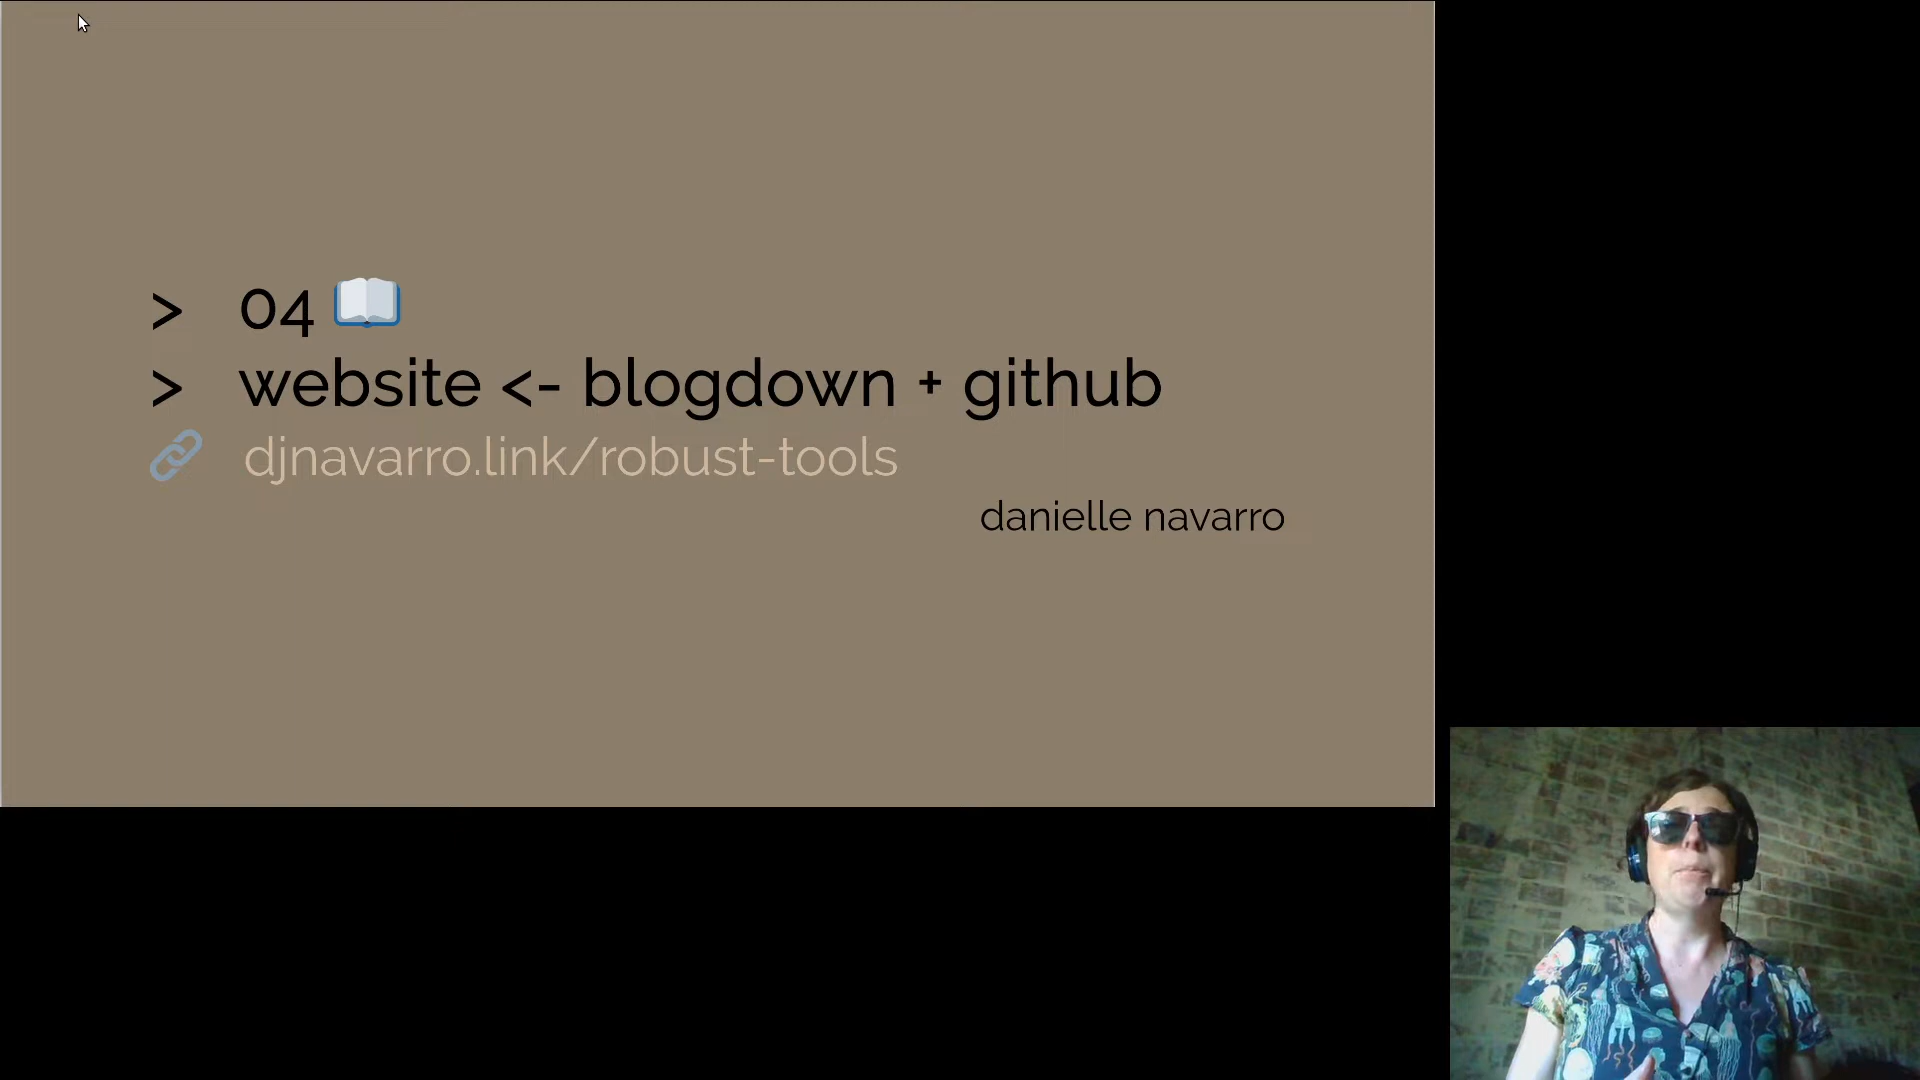 > 04 📖
> website <- blogdown + github
🔗 djnavarro.link/robust-tools
danielle navarro